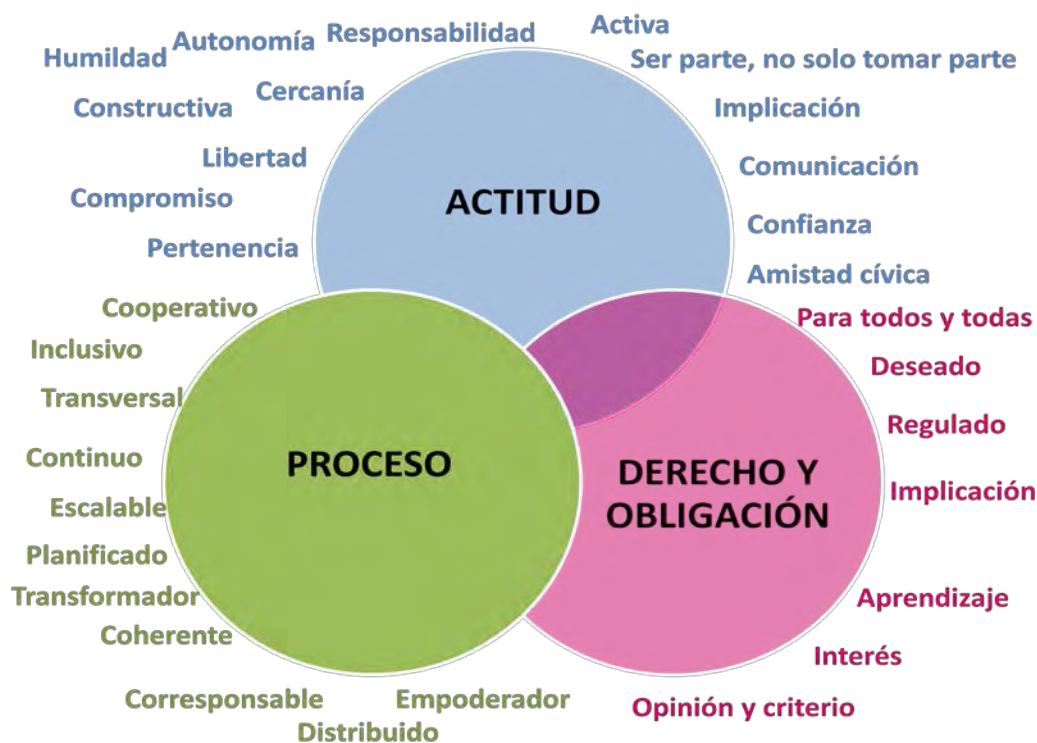 Responsabilidad
Activa
Autonomía
Humildad
Ser parte, no solo tomar parte
Cercanía
Constructiva
Implicación
Libertad
Comunicación
Compromiso
ACTITUD
Confianza
Pertenencia
Amistad cívica
Cooperativo
Para todos y todas
Inclusivo
Deseado
Transversal
Regulado
Continuo
PROCESO
DERECHO Y
OBLIGACIÓN
Implicación
Escalable
Planificado
Transformador
Aprendizaje
Coherente
Interés
Corresponsable
Empoderador
Opinión y criterio
Distribuido